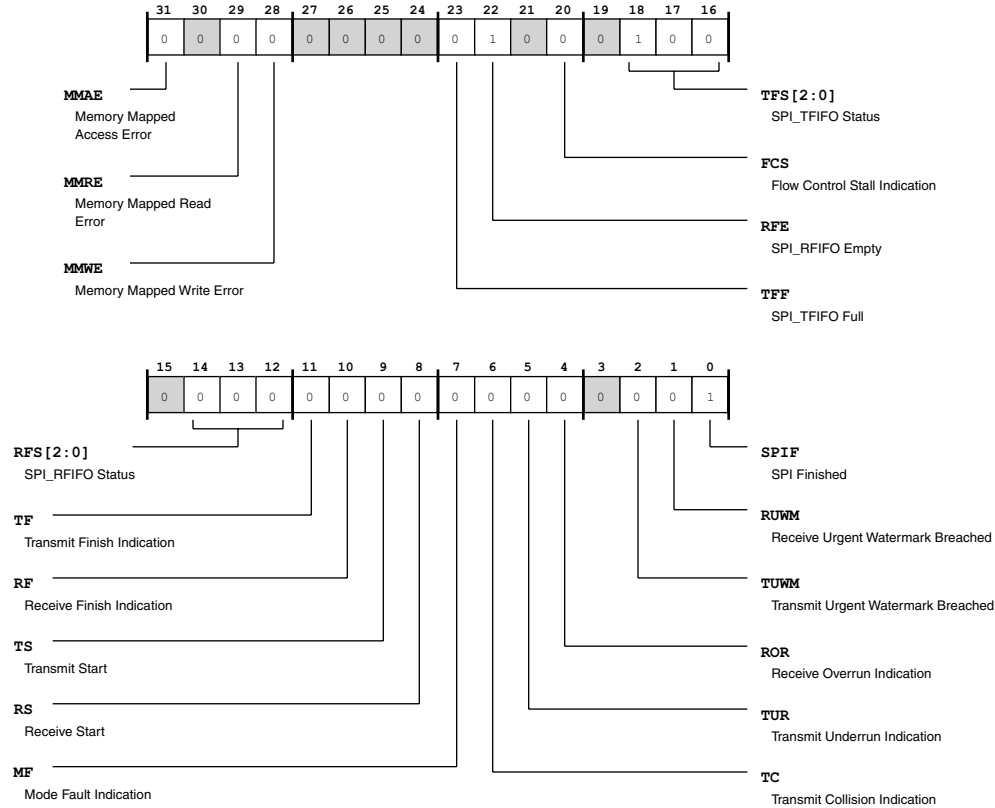 31 30 29 28 27 26 25 24 23 22 21 20 19 18 17 16
0 0 0 0 0 0 0 0 0 1 0 0 0 1 0 0
MMAE
Memory Mapped
Access Error
MMRE
Memory Mapped Read
Error
MMWE
Memory Mapped Write Error
TFS[2:0]
SPI_TFIFO Status
FCS
Flow Control Stall Indication
RFE
SPI_RFIFO Empty
TFF
SPI_TFIFO Full
15 14 13 12 11 10 9 8 7 6 5 4 3 2 1 0
0 0 0 0 0 0 0 0 0 0 0 0 0 0 0 1
RFS[2:0]
SPI_RFIFO Status
TF
Transmit Finish Indication
RF
Receive Finish Indication
TS
Transmit Start
RS
Receive Start
MF
Mode Fault Indication
SPIF
SPI Finished
RUWM
Receive Urgent Watermark Breached
TUWM
Transmit Urgent Watermark Breached
ROR
Receive Overrun Indication
TUR
Transmit Underrun Indication
TC
Transmit Collision Indication